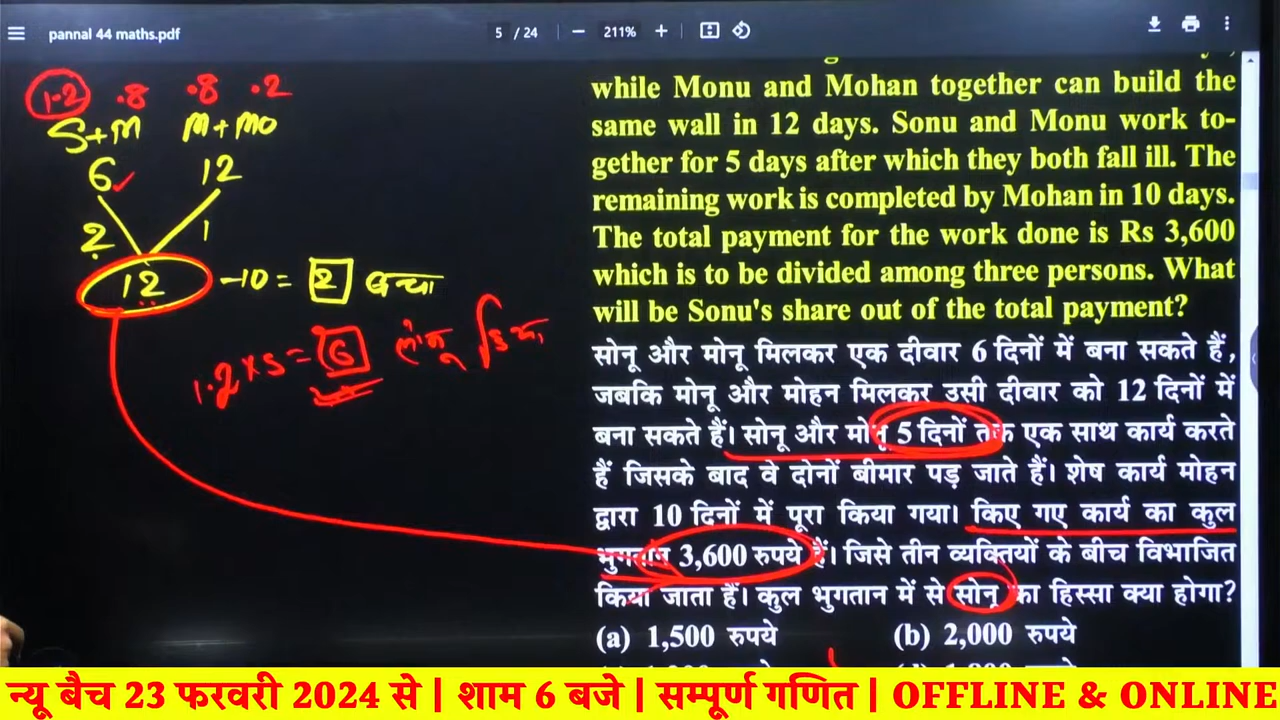 pannal 44 maths.pdf
5 / 24
211%
1.2 .8 .8 .2
S+M M+MO
6 12
2 1
12 -10 = 2 बचा
1.2×5=6
while Monu and Mohan together can build the
same wall in 12 days. Sonu and Monu work to-
gether for 5 days after which they both fall ill. The
remaining work is completed by Mohan in 10 days.
The total payment for the work done is Rs 3,600
which is to be divided among three persons. What
will be Sonu's share out of the total payment?
सोनू और मोनू मिलकर एक दीवार 6 दिनों में बना सकते हैं,
जबकि मोनू और मोहन मिलकर उसी दीवार को 12 दिनों में
बना सकते हैं। सोनू और मोनू 5 दिनों तक एक साथ कार्य करते
हैं जिसके बाद वे दोनों बीमार पड़ जाते हैं। शेष कार्य मोहन
द्वारा 10 दिनों में पूरा किया गया। किए गए कार्य का कुल
भुगतान 3,600 रुपये हैं। जिसे तीन व्यक्तियों के बीच विभाजित
किया जाता हैं। कुल भुगतान में से सोनू का हिस्सा क्या होगा?
(a) 1,500 रुपये (b) 2,000 रुपये
न्यू बैच 23 फरवरी 2024 से | शाम 6 बजे | सम्पूर्ण गणित | OFFLINE & ONLINE